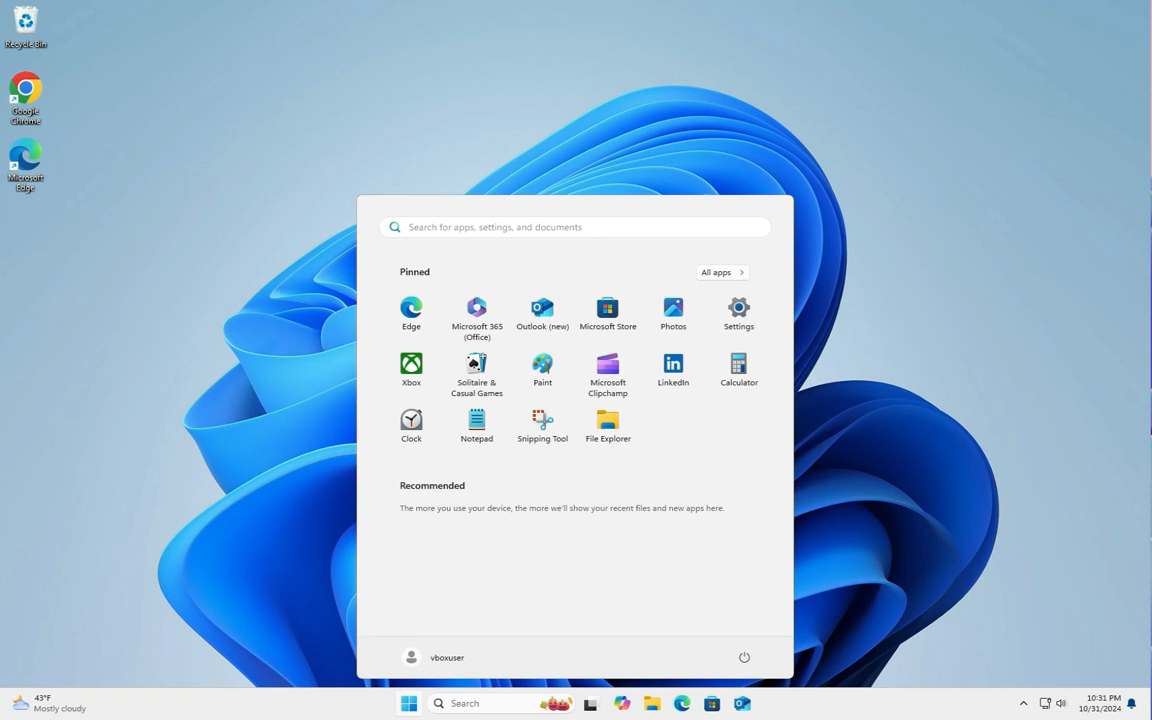 Recycle Bin
Google
Chrome
Microsoft
Edge
Search for apps, settings, and documents
Pinned
All apps
Edge
Microsoft 365
(Office)
Outlook (new)
Microsoft Store
Photos
Settings
Xbox
Solitaire &
Casual Games
Paint
Microsoft
Clipchamp
LinkedIn
Calculator
Clock
Notepad
Snipping Tool
File Explorer
Recommended
The more you use your device, the more we'll show your recent files and new apps here.
vboxuser
43°F
Mostly cloudy
Search
10:31 PM
10/31/2024